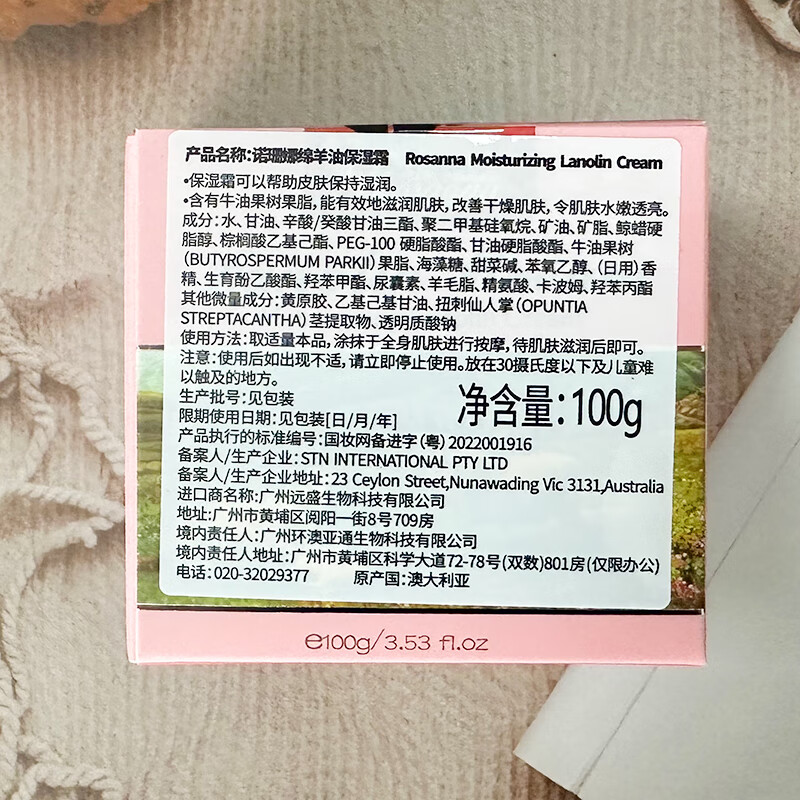 产品名称:诺珊娜绵羊油保湿霜 Rosanna Moisturizing Lanolin Cream
•保湿霜可以帮助皮肤保持湿润。
•含有牛油果树果脂,能有效地滋润肌肤,改善干燥肌肤,令肌肤水嫩透亮。
成分:水、甘油、辛酸/癸酸甘油三酯、聚二甲基硅氧烷、矿油、矿脂、鲸蜡硬
脂醇、棕榈酸乙基己酯、PEG-100 硬脂酸酯、甘油硬脂酸酯、牛油果树
(BUTYROSPERMUM PARKII)果脂、海藻糖、甜菜碱、苯氧乙醇、(日用)香
精、生育酚乙酸酯、羟苯甲酯、尿囊素、羊毛脂、精氨酸、卡波姆、羟苯丙酯
其他微量成分:黄原胶、乙基己基甘油、扭刺仙人掌(OPUNTIA
STREPTACANTHA)茎提取物、透明质酸钠
使用方法:取适量本品,涂抹于全身肌肤进行按摩,待肌肤滋润后即可。
注意:使用后如出现不适,请立即停止使用。放在30摄氏度以下及儿童难
以触及的地方。
生产批号:见包装
净含量:100g
限期使用日期:见包装[日/月/年]
产品执行的标准编号:国妆网备进字(粤)2022001916
备案人/生产企业:STN INTERNATIONAL PTY LTD
备案人/生产企业地址:23 Ceylon Street,Nunawading Vic 3131,Australia
进口商名称:广州远盛生物科技有限公司
地址:广州市黄埔区阅阳一街8号709房
境内责任人:广州环澳亚通生物科技有限公司
境内责任人地址:广州市黄埔区科学大道72-78号(双数)801房(仅限办公)
电话:020-32029377 原产国:澳大利亚
℮100g/3.53 fl.oz